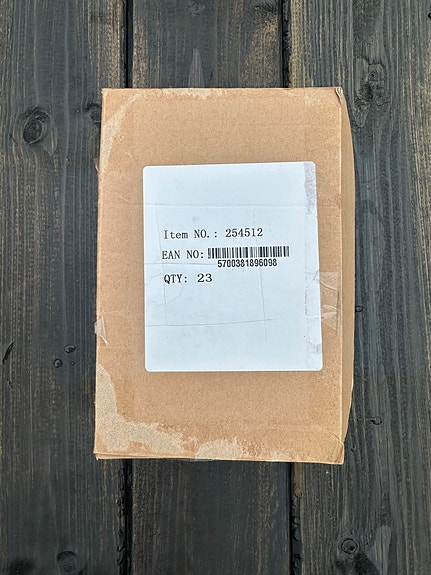 Item NO.: 254512
EAN NO:
5700381896098
QTY: 23